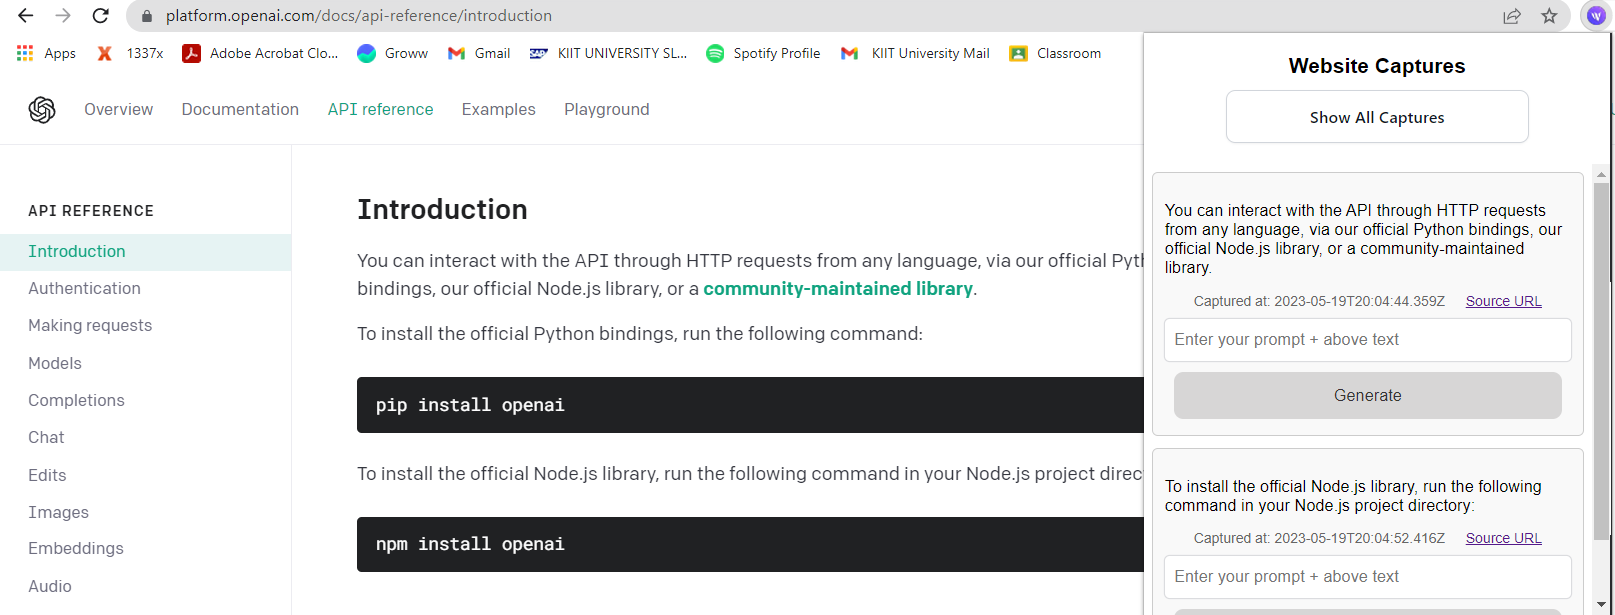 platform.openai.com/docs/api-reference/introduction
Apps
1337x
Adobe Acrobat Clo...
Groww
Gmail
SAP
KIIT UNIVERSITY SL...
Spotify Profile
KIIT University Mail
Classroom
Overview
Documentation
API reference
Examples
Playground
API REFERENCE
Introduction
Authentication
Making requests
Models
Completions
Chat
Edits
Images
Embeddings
Audio
Introduction
You can interact with the API through HTTP requests from any language, via our official Pyth
bindings, our official Node.js library, or a community-maintained library.
To install the official Python bindings, run the following command:
pip install openai
To install the official Node.js library, run the following command in your Node.js project direc
npm install openai
Website Captures
Show All Captures
You can interact with the API through HTTP requests
from any language, via our official Python bindings, our
official Node.js library, or a community-maintained
library.
Captured at: 2023-05-19T20:04:44.359Z Source URL
Enter your prompt + above text
Generate
To install the official Node.js library, run the following
command in your Node.js project directory:
Captured at: 2023-05-19T20:04:52.416Z Source URL
Enter your prompt + above text